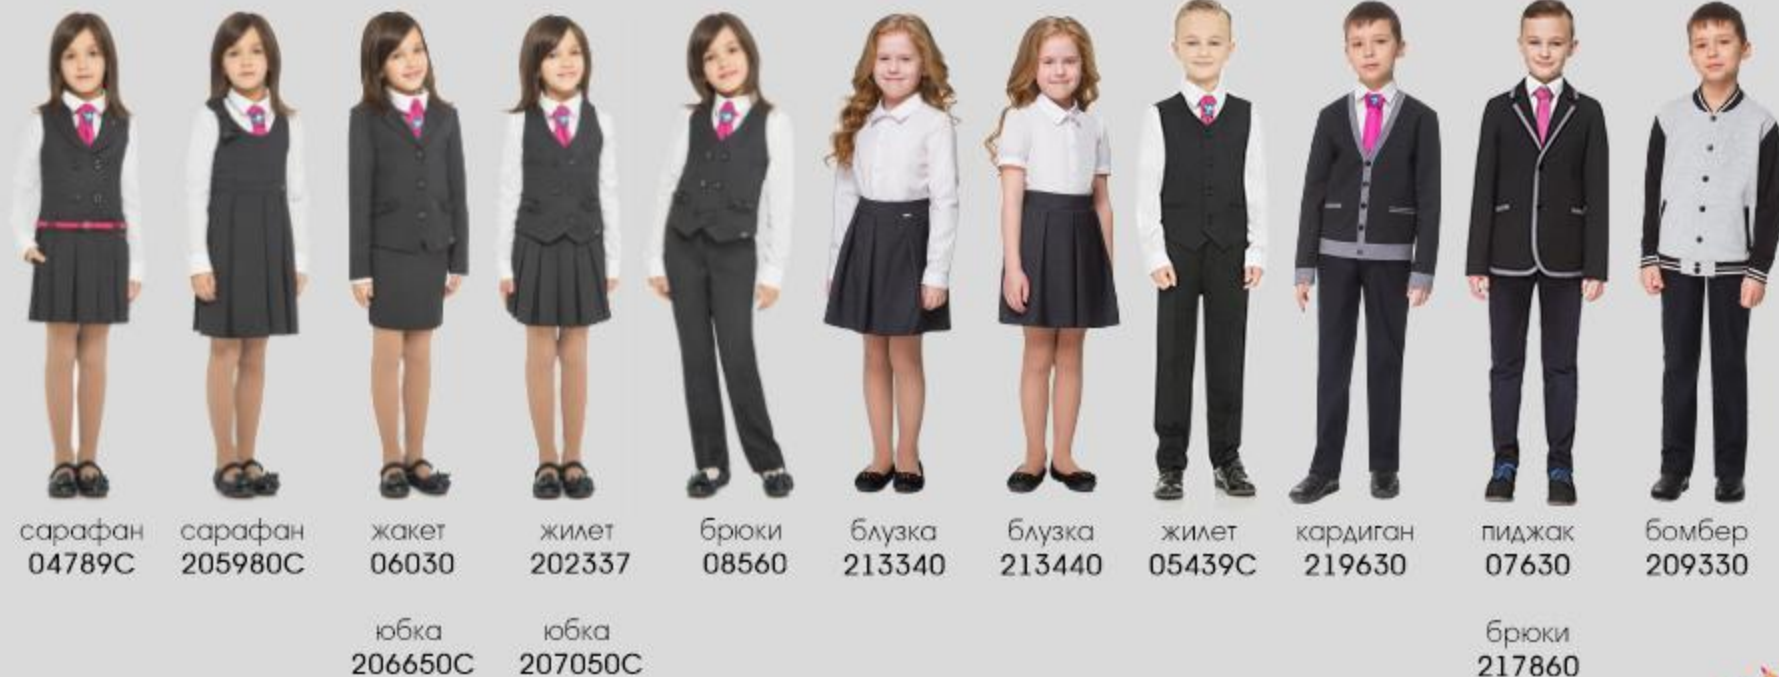 сарафан сарафан жакет жилет брюки блузка блузка жилет кардиган пиджак бомбер
04789С 205980С 06030 202337 08560 213340 213440 05439С 219630 07630 209330
юбка юбка брюки
206650С 207050С 217860